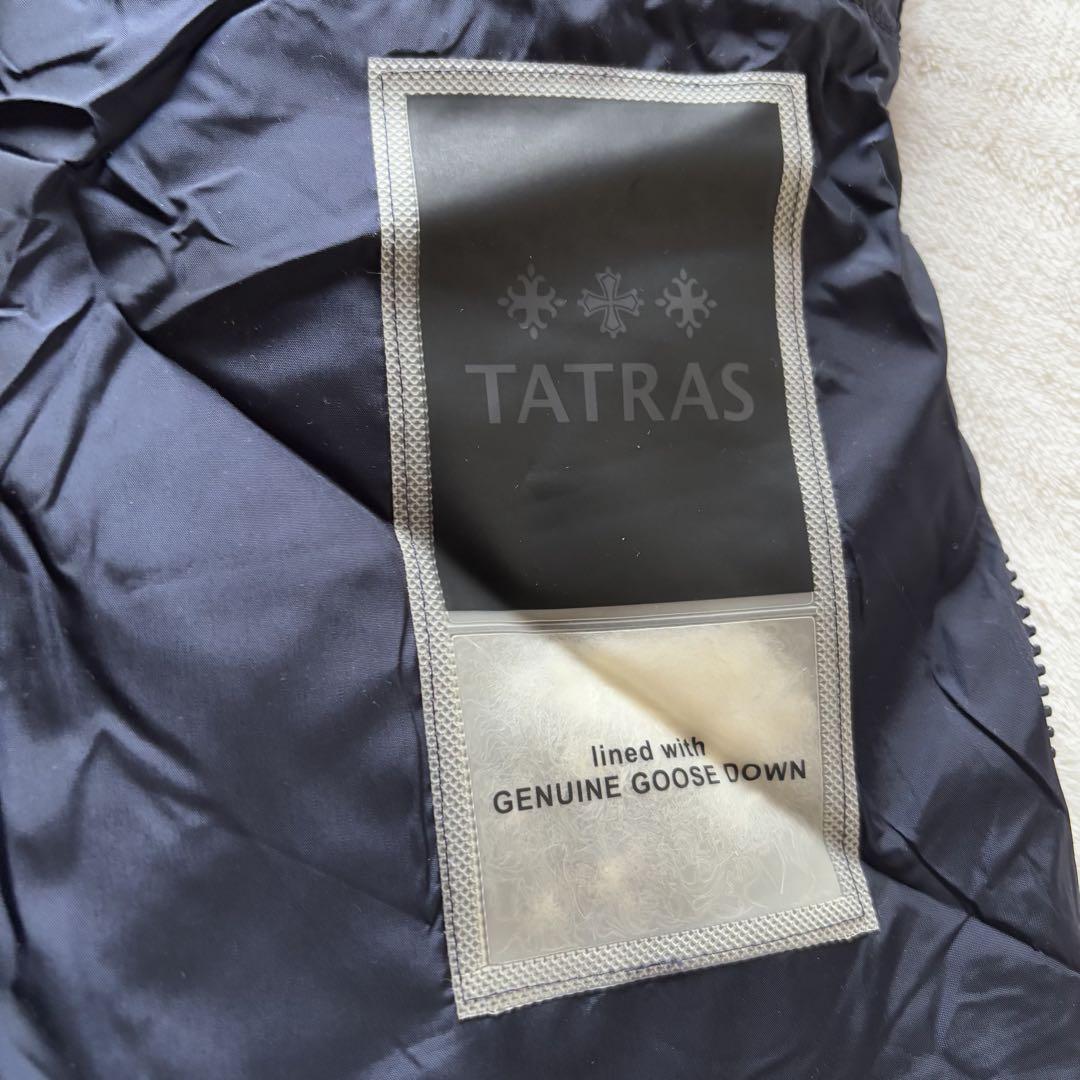 TATRAS
lined with
GENUINE GOOSE DOWN